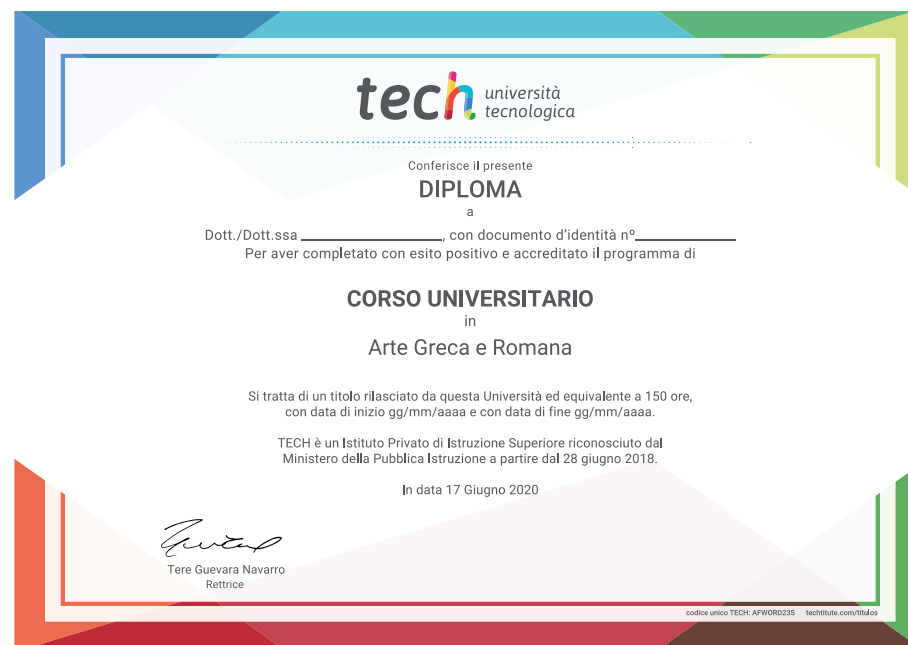 tech università
tecnologica
Conferisce il presente
DIPLOMA
a
Dott./Dott.ssa ______________, con documento d'identità nº__________
Per aver completato con esito positivo e accreditato il programma di
CORSO UNIVERSITARIO
in
Arte Greca e Romana
Si tratta di un titolo rilasciato da questa Università ed equivalente a 150 ore,
con data di inizio gg/mm/aaaa e con data di fine gg/mm/aaaa.
TECH è un Istituto Privato di Istruzione Superiore riconosciuto dal
Ministero della Pubblica Istruzione a partire dal 28 giugno 2018.
In data 17 Giugno 2020
Tere Guevara Navarro
Rettrice
codice unico TECH: AFWORD23S techtitute.com/titulos